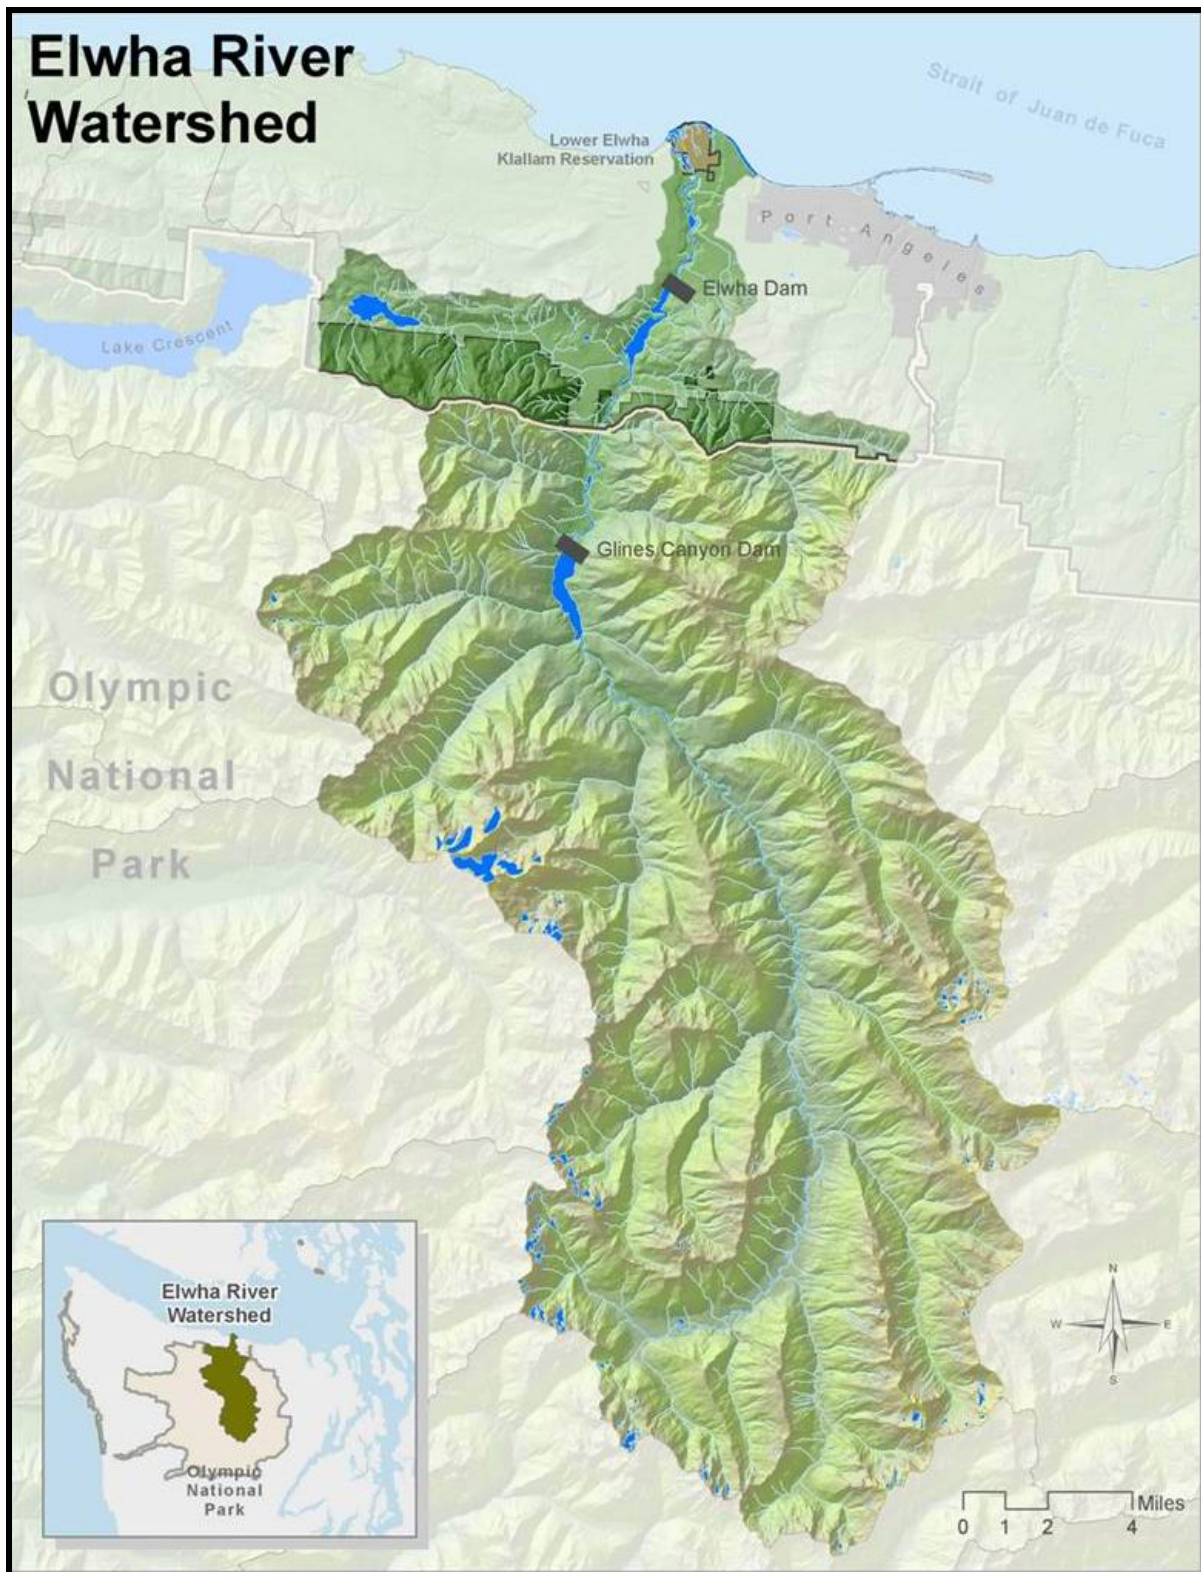 Elwha River
Watershed
Strait of Juan de Fuca
Lower Elwha
Klallam Reservation
Port Angeles
Elwha Dam
Lake Crescent
Glines Canyon Dam
Olympic
National
Park
Elwha River
Watershed
Olympic
National
Park
N
W
E
S
Miles
0 1 2 4